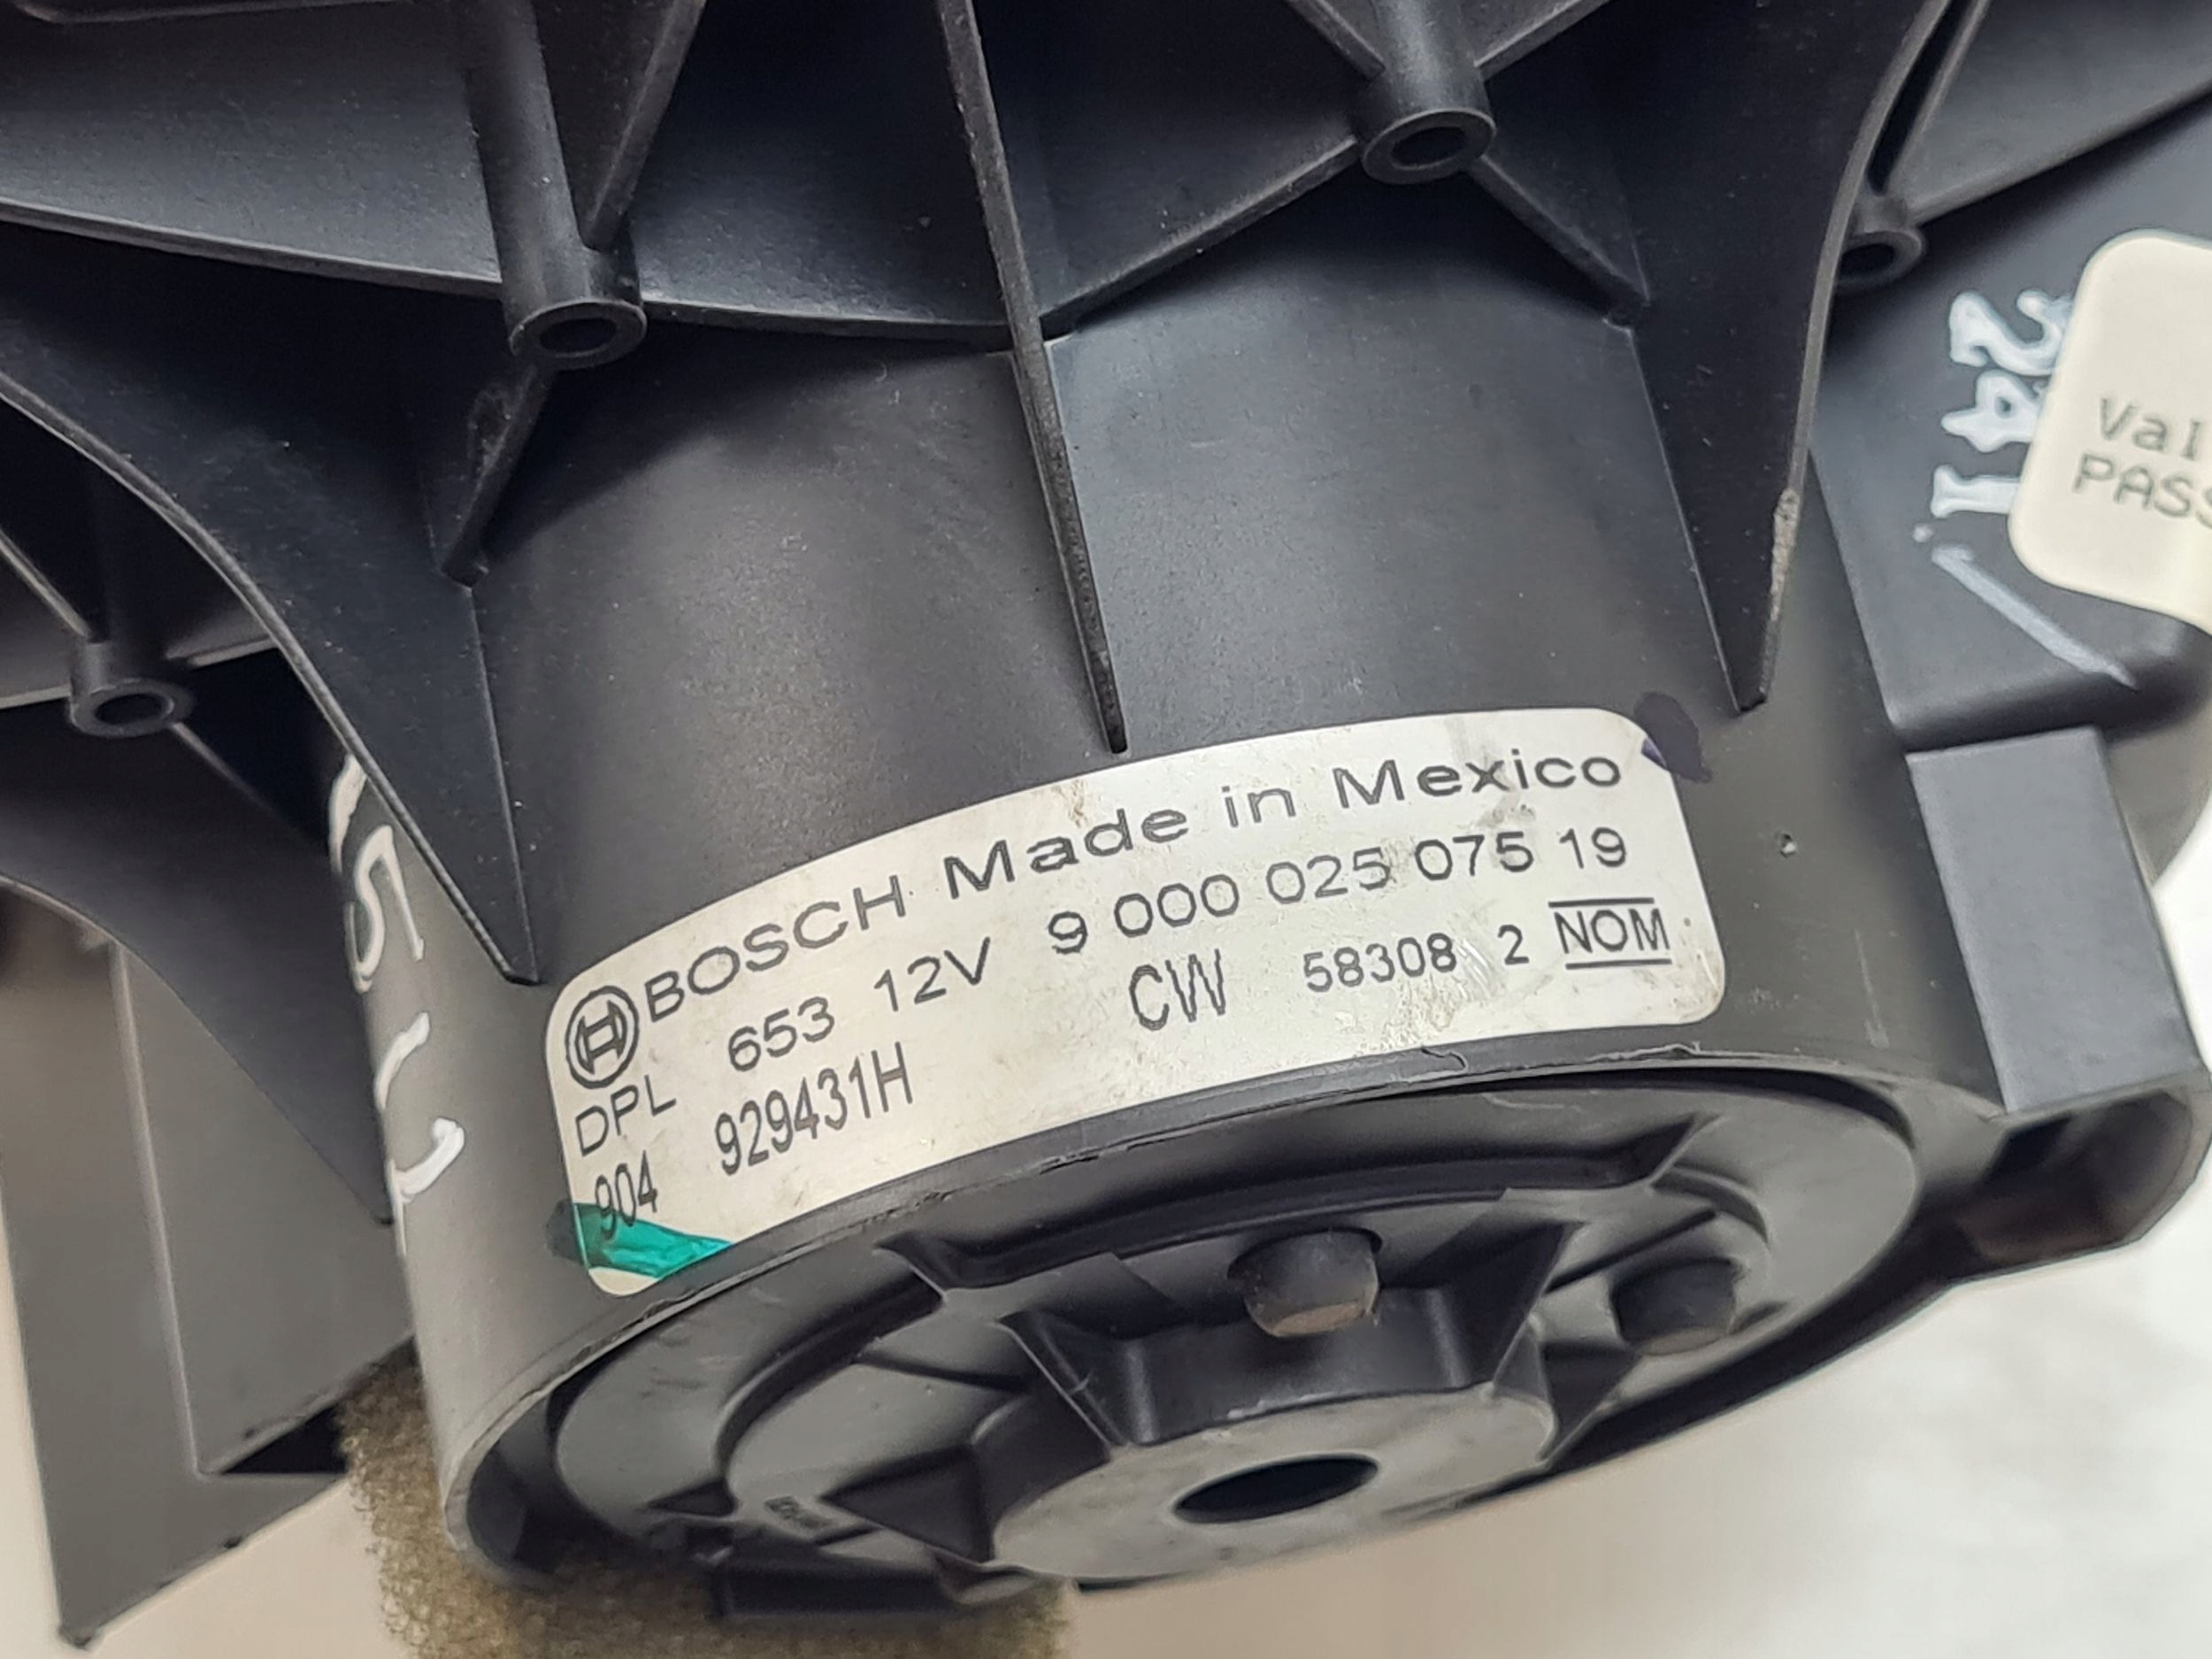 BOSCH Made in Mexico
DPL 653 12V 9 000 025 075 19
904 929431H CW 58308 2 NOM
Val
PASS